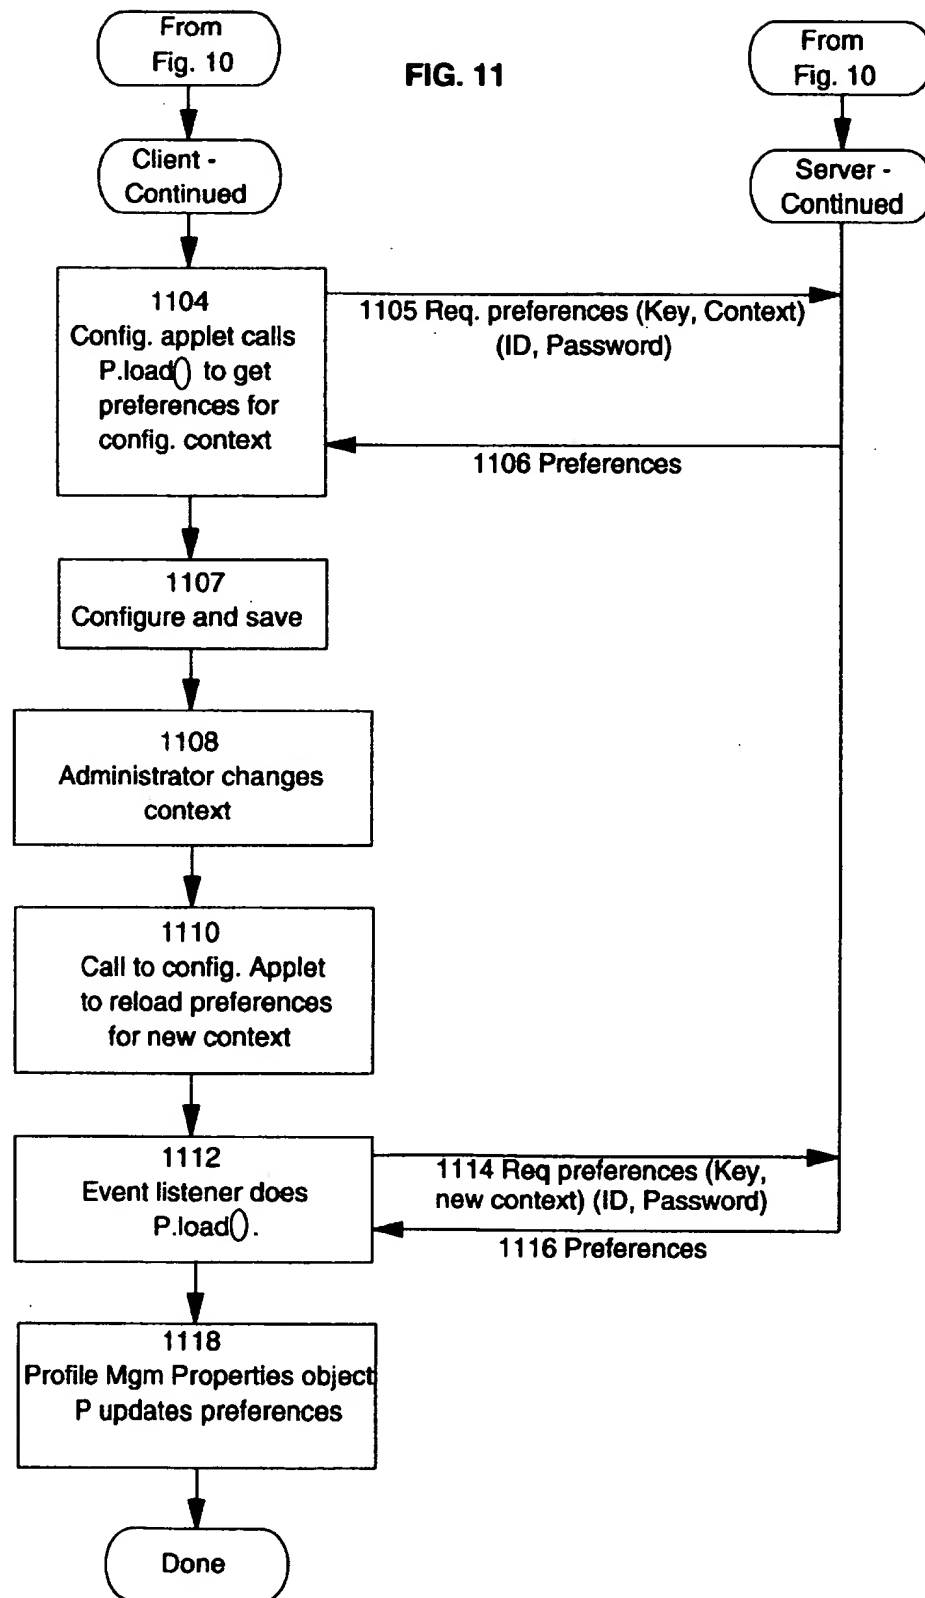 From
Fig. 10
FIG. 11
From
Fig. 10
Client -
Continued
Server -
Continued
1104
Config. applet calls
P.load() to get
preferences for
config. context
1105 Req. preferences (Key, Context)
(ID, Password)
1106 Preferences
1107
Configure and save
1108
Administrator changes
context
1110
Call to config. Applet
to reload preferences
for new context
1112
Event listener does
P.load().
1114 Req preferences (Key,
new context) (ID, Password)
1116 Preferences
1118
Profile Mgm Properties object
P updates preferences
Done